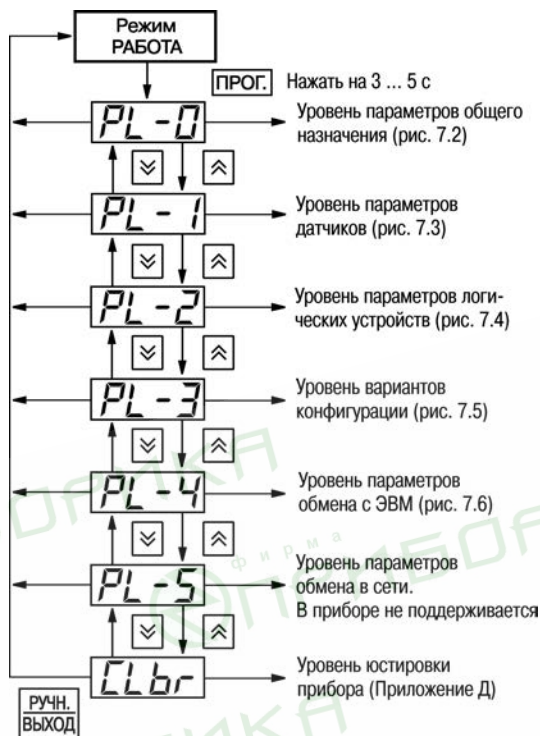 Режим
РАБОТА
ПРОГ. Нажать на 3 ... 5 с
PL-0
Уровень параметров общего
назначения (рис. 7.2)
PL-1
Уровень параметров
датчиков (рис. 7.3)
PL-2
Уровень параметров логи-
ческих устройств (рис. 7.4)
PL-3
Уровень вариантов
конфигурации (рис. 7.5)
PL-4
Уровень параметров
обмена с ЭВМ (рис. 7.6)
фирма
PL-5
Уровень параметров
обмена в сети.
В приборе не поддерживается
CLbr
Уровень юстировки
прибора (Приложение Д)
РУЧН.
ВЫХОД